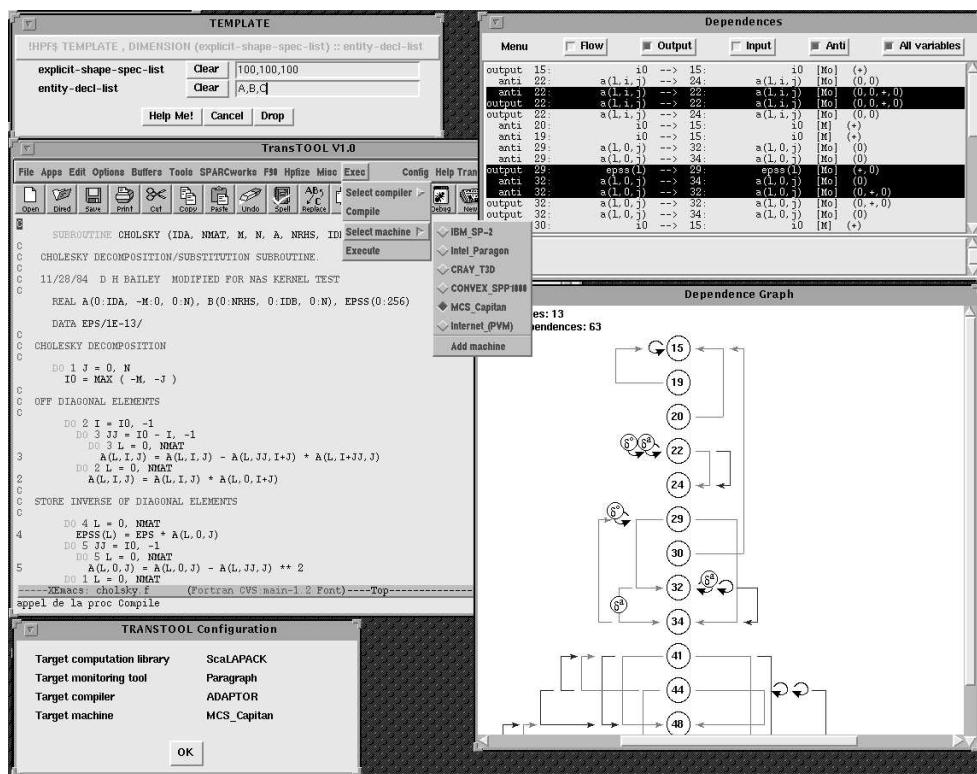 TEMPLATE
!HPF$ TEMPLATE , DIMENSION (explicit-shape-spec-list) :: entity-decl-list
explicit-shape-spec-list Clear 100,100,100
entity-decl-list Clear A,B,C
Help Me! Cancel Drop
Dependences
Menu Flow Output Input Anti All variables
output 15: i0 --> 15: i0 [Mo] (+)
anti 22: a(l,i,j) --> 24: a(l,i,j) [Mo] (0,0)
anti 22: a(l,i,j) --> 22: a(l,i,j) [Mo] (0,0,+,0)
output 22: a(l,i,j) --> 22: a(l,i,j) [Mo] (0,0,+,0)
output 22: a(l,i,j) --> 24: a(l,i,j) [Mo] (0,0)
anti 20: i0 --> 15: i0 [M] (+)
anti 19: i0 --> 15: i0 [M] (+)
anti 29: a(l,0,j) --> 32: a(l,0,j) [Mo] (0)
anti 29: a(l,0,j) --> 34: a(l,0,j) [Mo] (0)
output 29: epss(l) --> 29: epss(l) [Mo] (+,0)
anti 32: a(l,0,j) --> 34: a(l,0,j) [Mo] (0)
anti 32: a(l,0,j) --> 32: a(l,0,j) [Mo] (0,+,0)
output 32: a(l,0,j) --> 32: a(l,0,j) [Mo] (0,+,0)
output 32: a(l,0,j) --> 34: a(l,0,j) [Mo] (0)
30: i0 --> 15: i0 [M] (+)
TransTOOL V1.0
File Apps Edit Options Buffers Tools SPARCworks F90 Hpfize Misc Exec Config Help Tran
Open Dired Save Print Cut Copy Paste Undo Spell Replace Debug New
Select compiler
Compile
Select machine
Execute
IBM_SP-2
Intel_Paragon
CRAY_T3D
CONVEX_SPP1000
MCS_Capitan
Internet_(PVM)
Add machine
SUBROUTINE CHOLSKY (IDA, NMAT, M, N, A, NRHS, ID
C
C CHOLESKY DECOMPOSITION/SUBSTITUTION SUBROUTINE.
C
C 11/28/84 D H BAILEY MODIFIED FOR NAS KERNEL TEST
C
REAL A(0:IDA, -M:0, 0:N), B(0:NRHS, 0:IDB, 0:N), EPSS(0:256)
DATA EPS/1E-13/
C
C CHOLESKY DECOMPOSITION
C
DO 1 J = 0, N
I0 = MAX ( -M, -J )
C
C OFF DIAGONAL ELEMENTS
C
DO 2 I = I0, -1
DO 3 JJ = I0 - I, -1
DO 3 L = 0, NMAT
3 A(L,I,J) = A(L,I,J) - A(L,JJ,I+J) * A(L,I+JJ,J)
DO 2 L = 0, NMAT
2 A(L,I,J) = A(L,I,J) * A(L,0,I+J)
C
C STORE INVERSE OF DIAGONAL ELEMENTS
C
DO 4 L = 0, NMAT
4 EPSS(L) = EPS * A(L,0,J)
DO 5 JJ = I0, -1
DO 5 L = 0, NMAT
5 A(L,0,J) = A(L,0,J) - A(L,JJ,J) ** 2
DO 1 L = 0, NMAT
-----XEmacs: cholsky.f (Fortran CVS:main-1.2 Font)----Top----
appel de la proc Compile
Dependence Graph
es: 13
pendences: 63
15
19
20
δ° δª 22
24
δ° 29
30
32 δª
δª 34
41
44
48
TRANSTOOL Configuration
Target computation library ScaLAPACK
Target monitoring tool Paragraph
Target compiler ADAPTOR
Target machine MCS_Capitan
OK